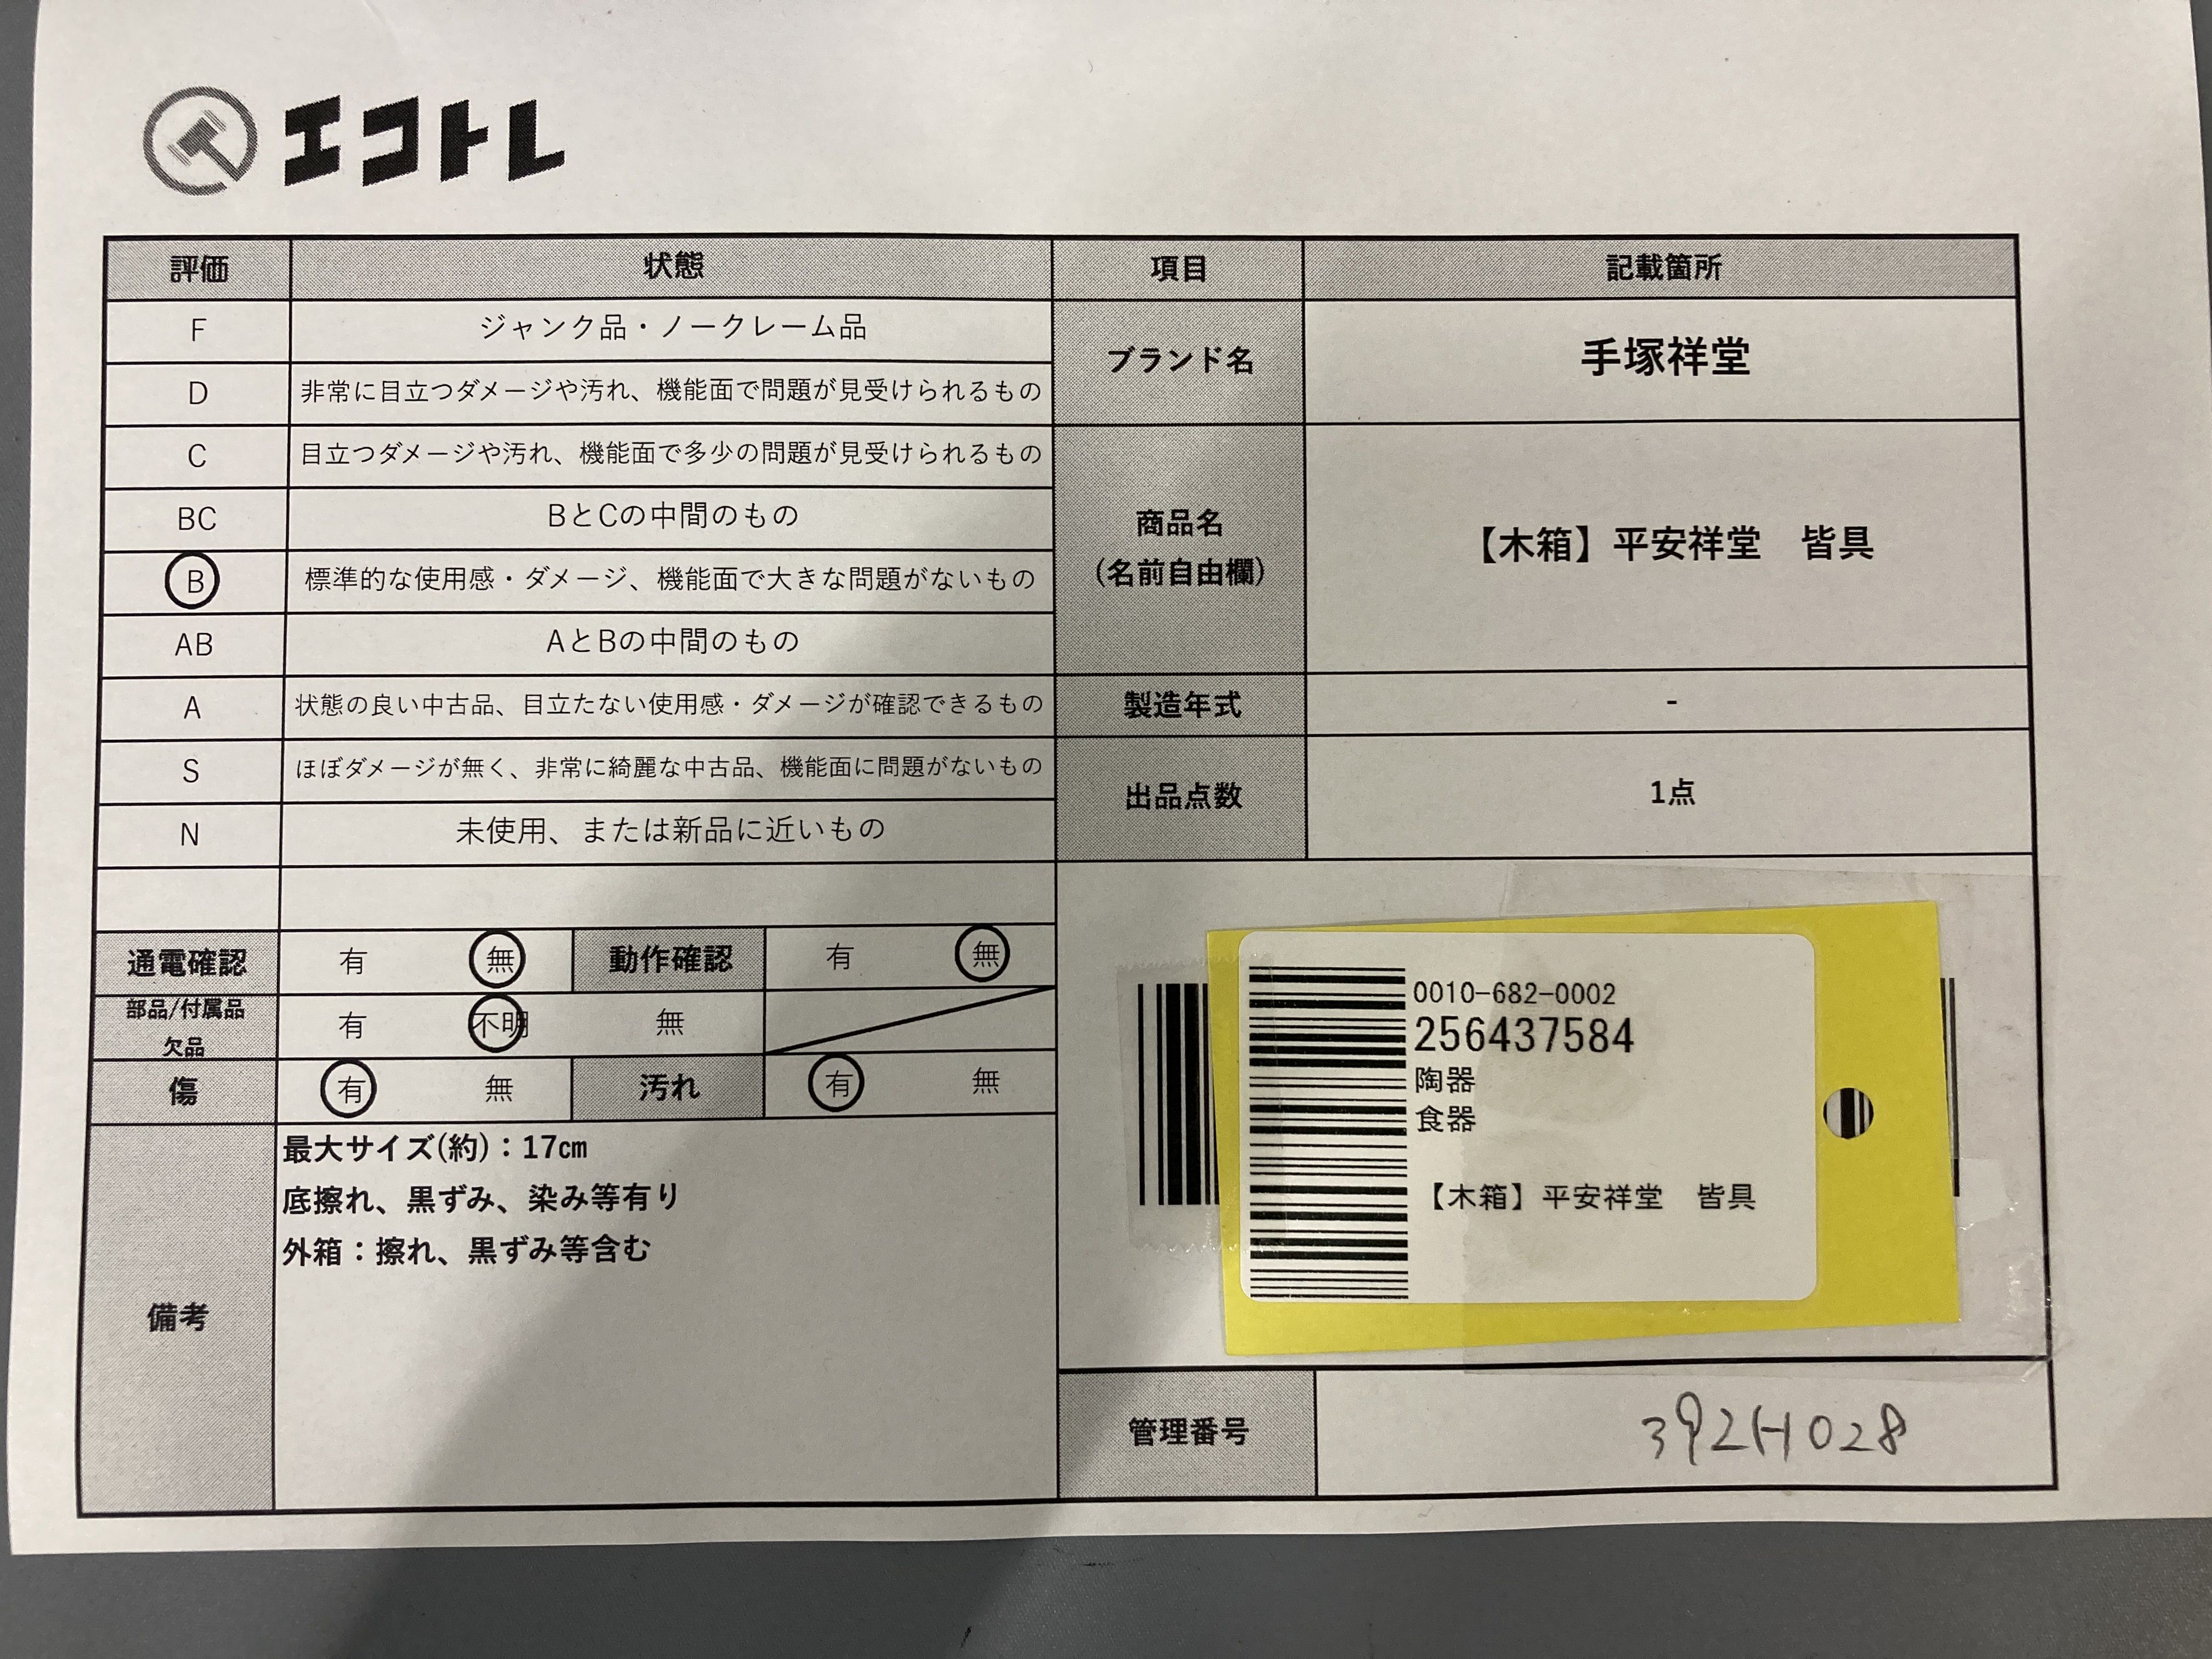 エコトレ
評価 状態 項目 記載箇所
F ジャンク品・ノークレーム品
D 非常に目立つダメージや汚れ、機能面で問題が見受けられるもの
ブランド名 手塚祥堂
C 目立つダメージや汚れ、機能面で多少の問題が見受けられるもの
BC BとCの中間のもの
B 標準的な使用感・ダメージ、機能面で大きな問題がないもの
AB AとBの中間のもの
商品名
(名前自由欄)
【木箱】平安祥堂　皆具
A 状態の良い中古品、目立たない使用感・ダメージが確認できるもの
製造年式 -
S ほぼダメージが無く、非常に綺麗な中古品、機能面に問題がないもの
N 未使用、または新品に近いもの
出品点数 1点
通電確認 有 無 動作確認 有 無
部品/付属品
欠品
有 不明 無
傷 有 無 汚れ 有 無
備考
最大サイズ(約)：17㎝
底擦れ、黒ずみ、染み等有り
外箱：擦れ、黒ずみ等含む
0010-682-0002
256437584
陶器
食器
【木箱】平安祥堂　皆具
管理番号 392H028